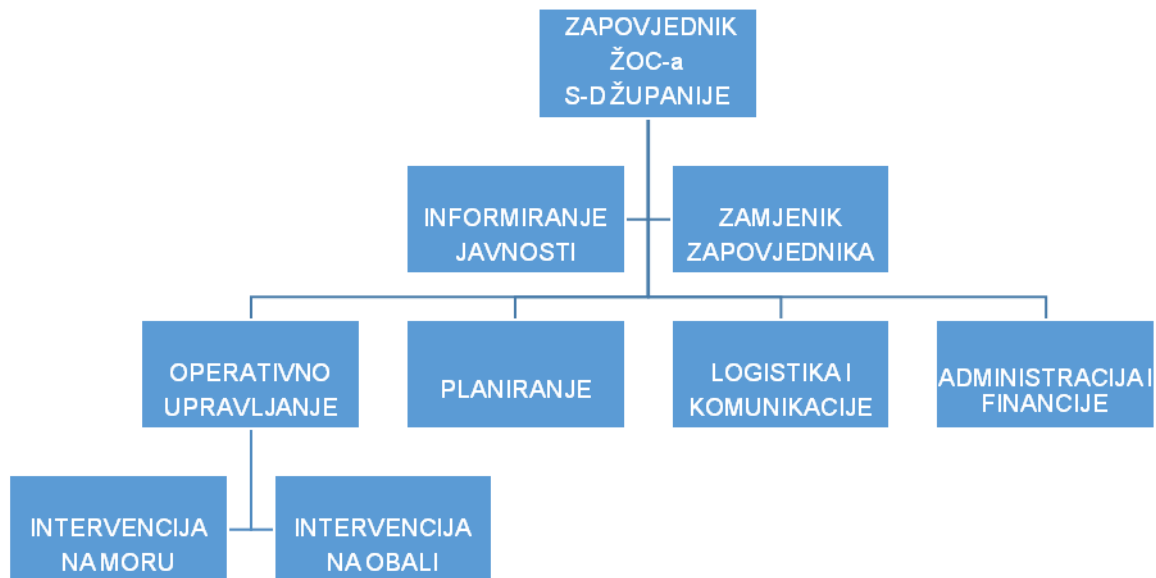 ZAPOVJEDNIK
ŽOC-a
S-D ŽUPANIJE
INFORMIRANJE
JAVNOSTI
ZAMJENIK
ZAPOVJEDNIKA
OPERATIVNO
UPRAVLJANJE
PLANIRANJE
LOGISTIKA I
KOMUNIKACIJE
ADMINISTRACIJA I
FINANCIJE
INTERVENCIJA
NA MORU
INTERVENCIJA
NA OBALI